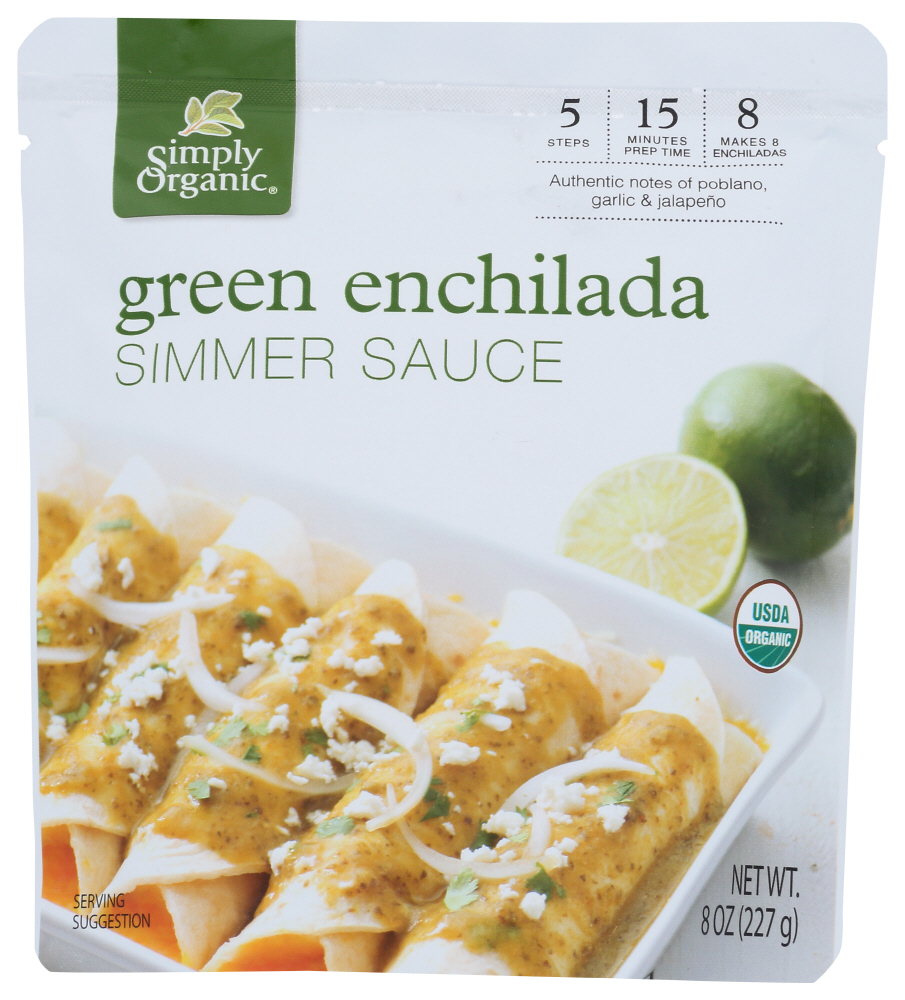 Simply
Organic®
5
STEPS
15
MINUTES
PREP TIME
8
MAKES 8
ENCHILADAS
Authentic notes of poblano,
garlic & jalapeño
green enchilada
SIMMER SAUCE
USDA
ORGANIC
SERVING
SUGGESTION
NET WT.
8 OZ (227 g)